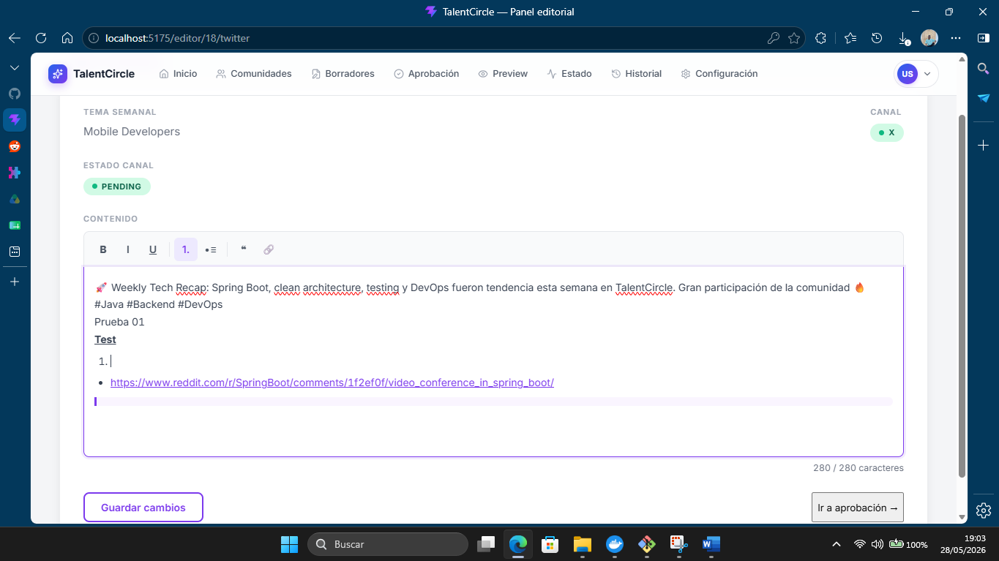 TalentCircle — Panel editorial
localhost:5175/editor/18/twitter
TalentCircle Inicio Comunidades Borradores Aprobación Preview Estado Historial Configuración US
TEMA SEMANAL CANAL
Mobile Developers X
ESTADO CANAL
PENDING
CONTENIDO
B I U 1. •≡ ❝
🚀 Weekly Tech Recap: Spring Boot, clean architecture, testing y DevOps fueron tendencia esta semana en TalentCircle. Gran participación de la comunidad 🔥
#Java #Backend #DevOps
Prueba 01
Test
1.
• https://www.reddit.com/r/SpringBoot/comments/1f2ef0f/video_conference_in_spring_boot/
280 / 280 caracteres
Guardar cambios Ir a aprobación →
Buscar 100% 19:03
28/05/2026